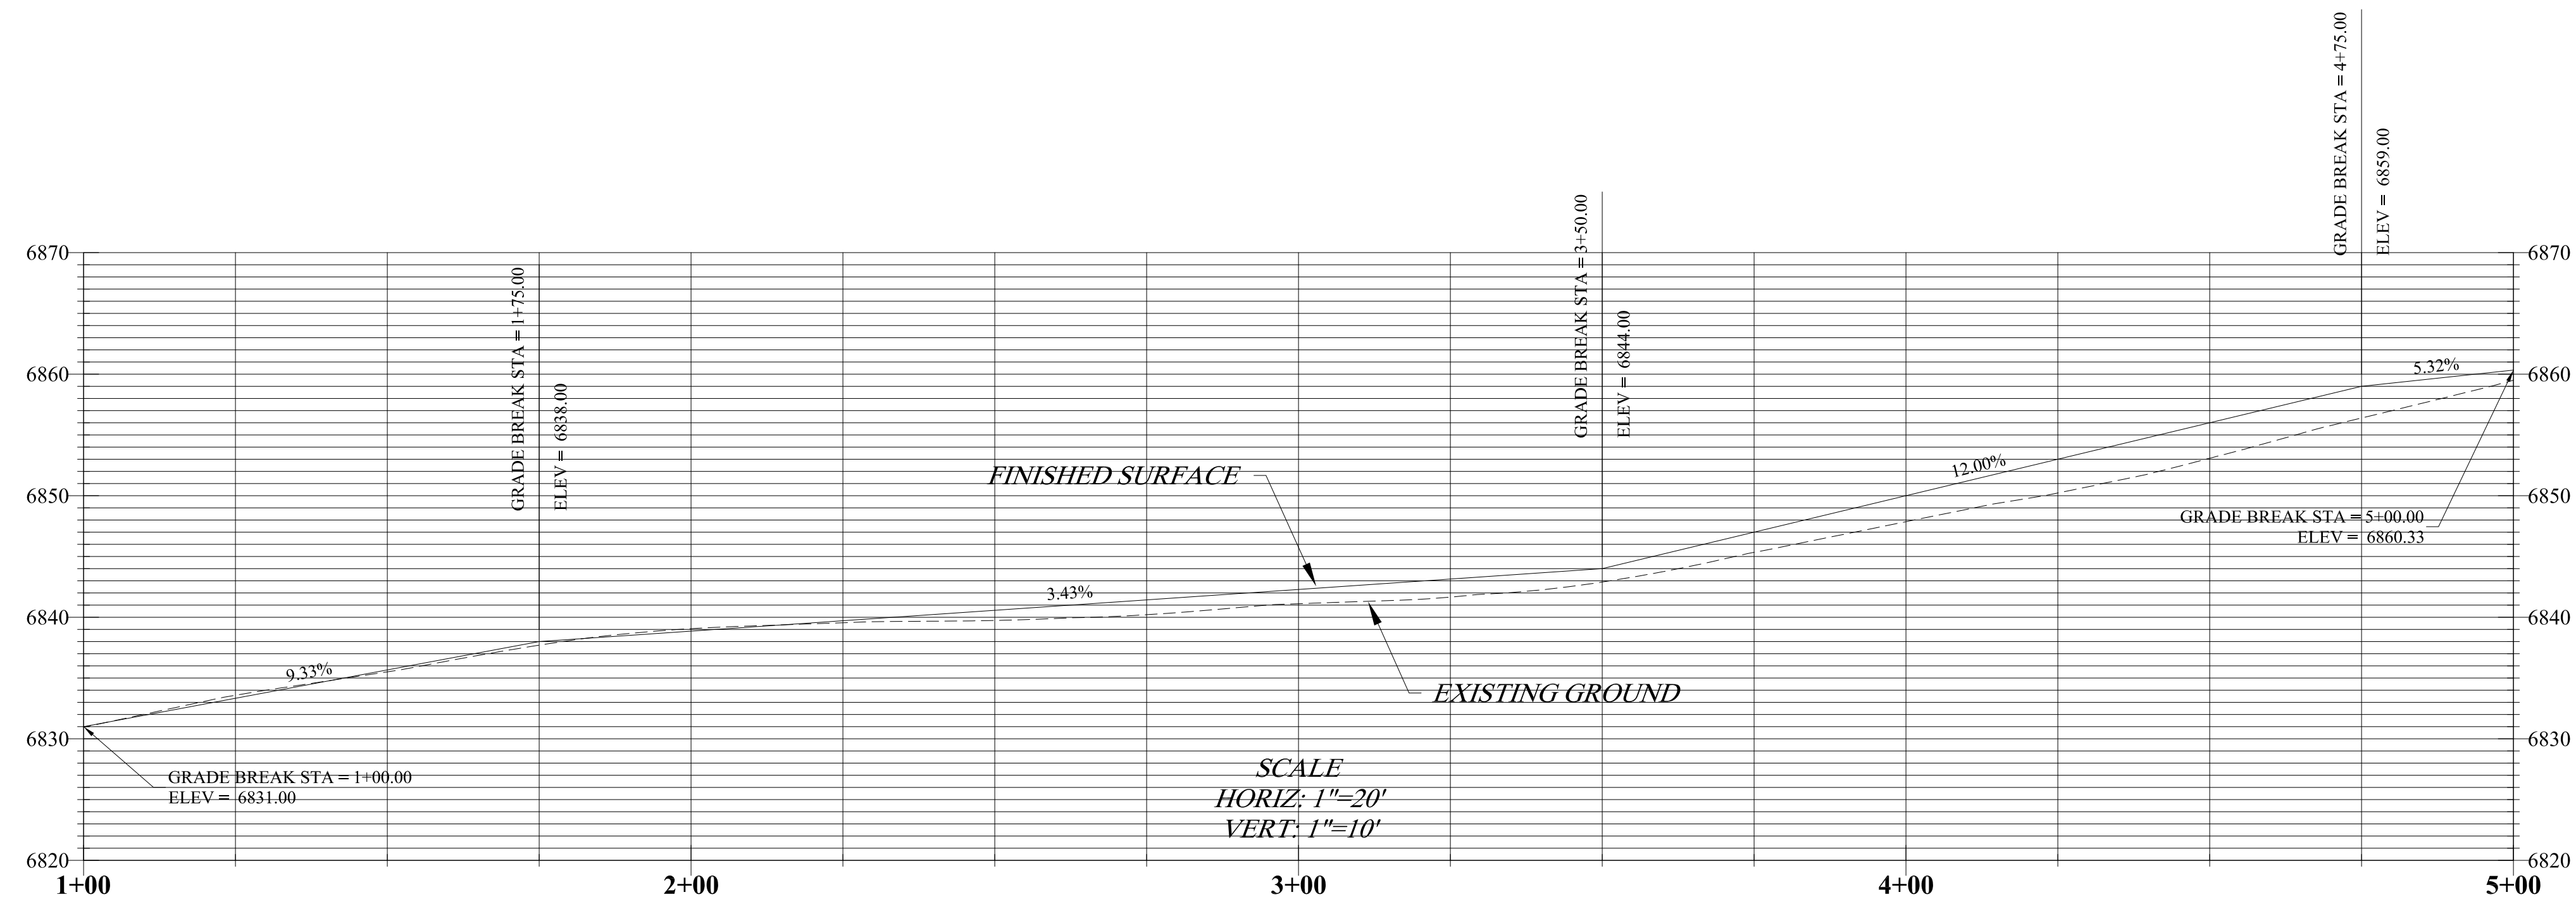 GRADE BREAK STA = 4+75.00
ELEV = 6859.00
GRADE BREAK STA = 3+50.00
ELEV = 6844.00
GRADE BREAK STA = 1+75.00
ELEV = 6838.00
6870
6870
6860
5.32%
6860
12.00%
FINISHED SURFACE
6850
6850
GRADE BREAK STA = 5+00.00
ELEV = 6860.33
3.43%
6840
6840
9.33%
EXISTING GROUND
6830
6830
GRADE BREAK STA = 1+00.00
ELEV = 6831.00
SCALE
HORIZ: 1"=20'
VERT: 1"=10'
6820
6820
1+00
2+00
3+00
4+00
5+00